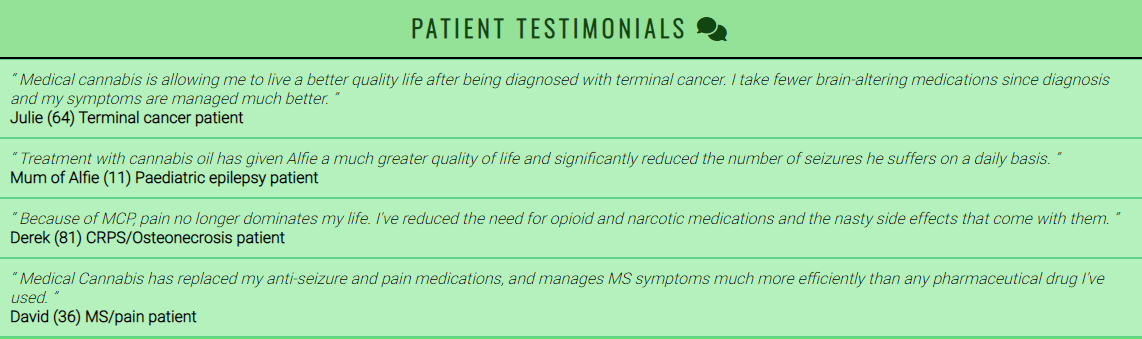 PATIENT TESTIMONIALS
" Medical cannabis is allowing me to live a better quality life after being diagnosed with terminal cancer. I take fewer brain-altering medications since diagnosis
and my symptoms are managed much better. "
Julie (64) Terminal cancer patient
" Treatment with cannabis oil has given Alfie a much greater quality of life and significantly reduced the number of seizures he suffers on a daily basis. "
Mum of Alfie (11) Paediatric epilepsy patient
" Because of MCP, pain no longer dominates my life. I've reduced the need for opioid and narcotic medications and the nasty side effects that come with them. "
Derek (81) CRPS/Osteonecrosis patient
" Medical Cannabis has replaced my anti-seizure and pain medications, and manages MS symptoms much more efficiently than any pharmaceutical drug I've
used. "
David (36) MS/pain patient